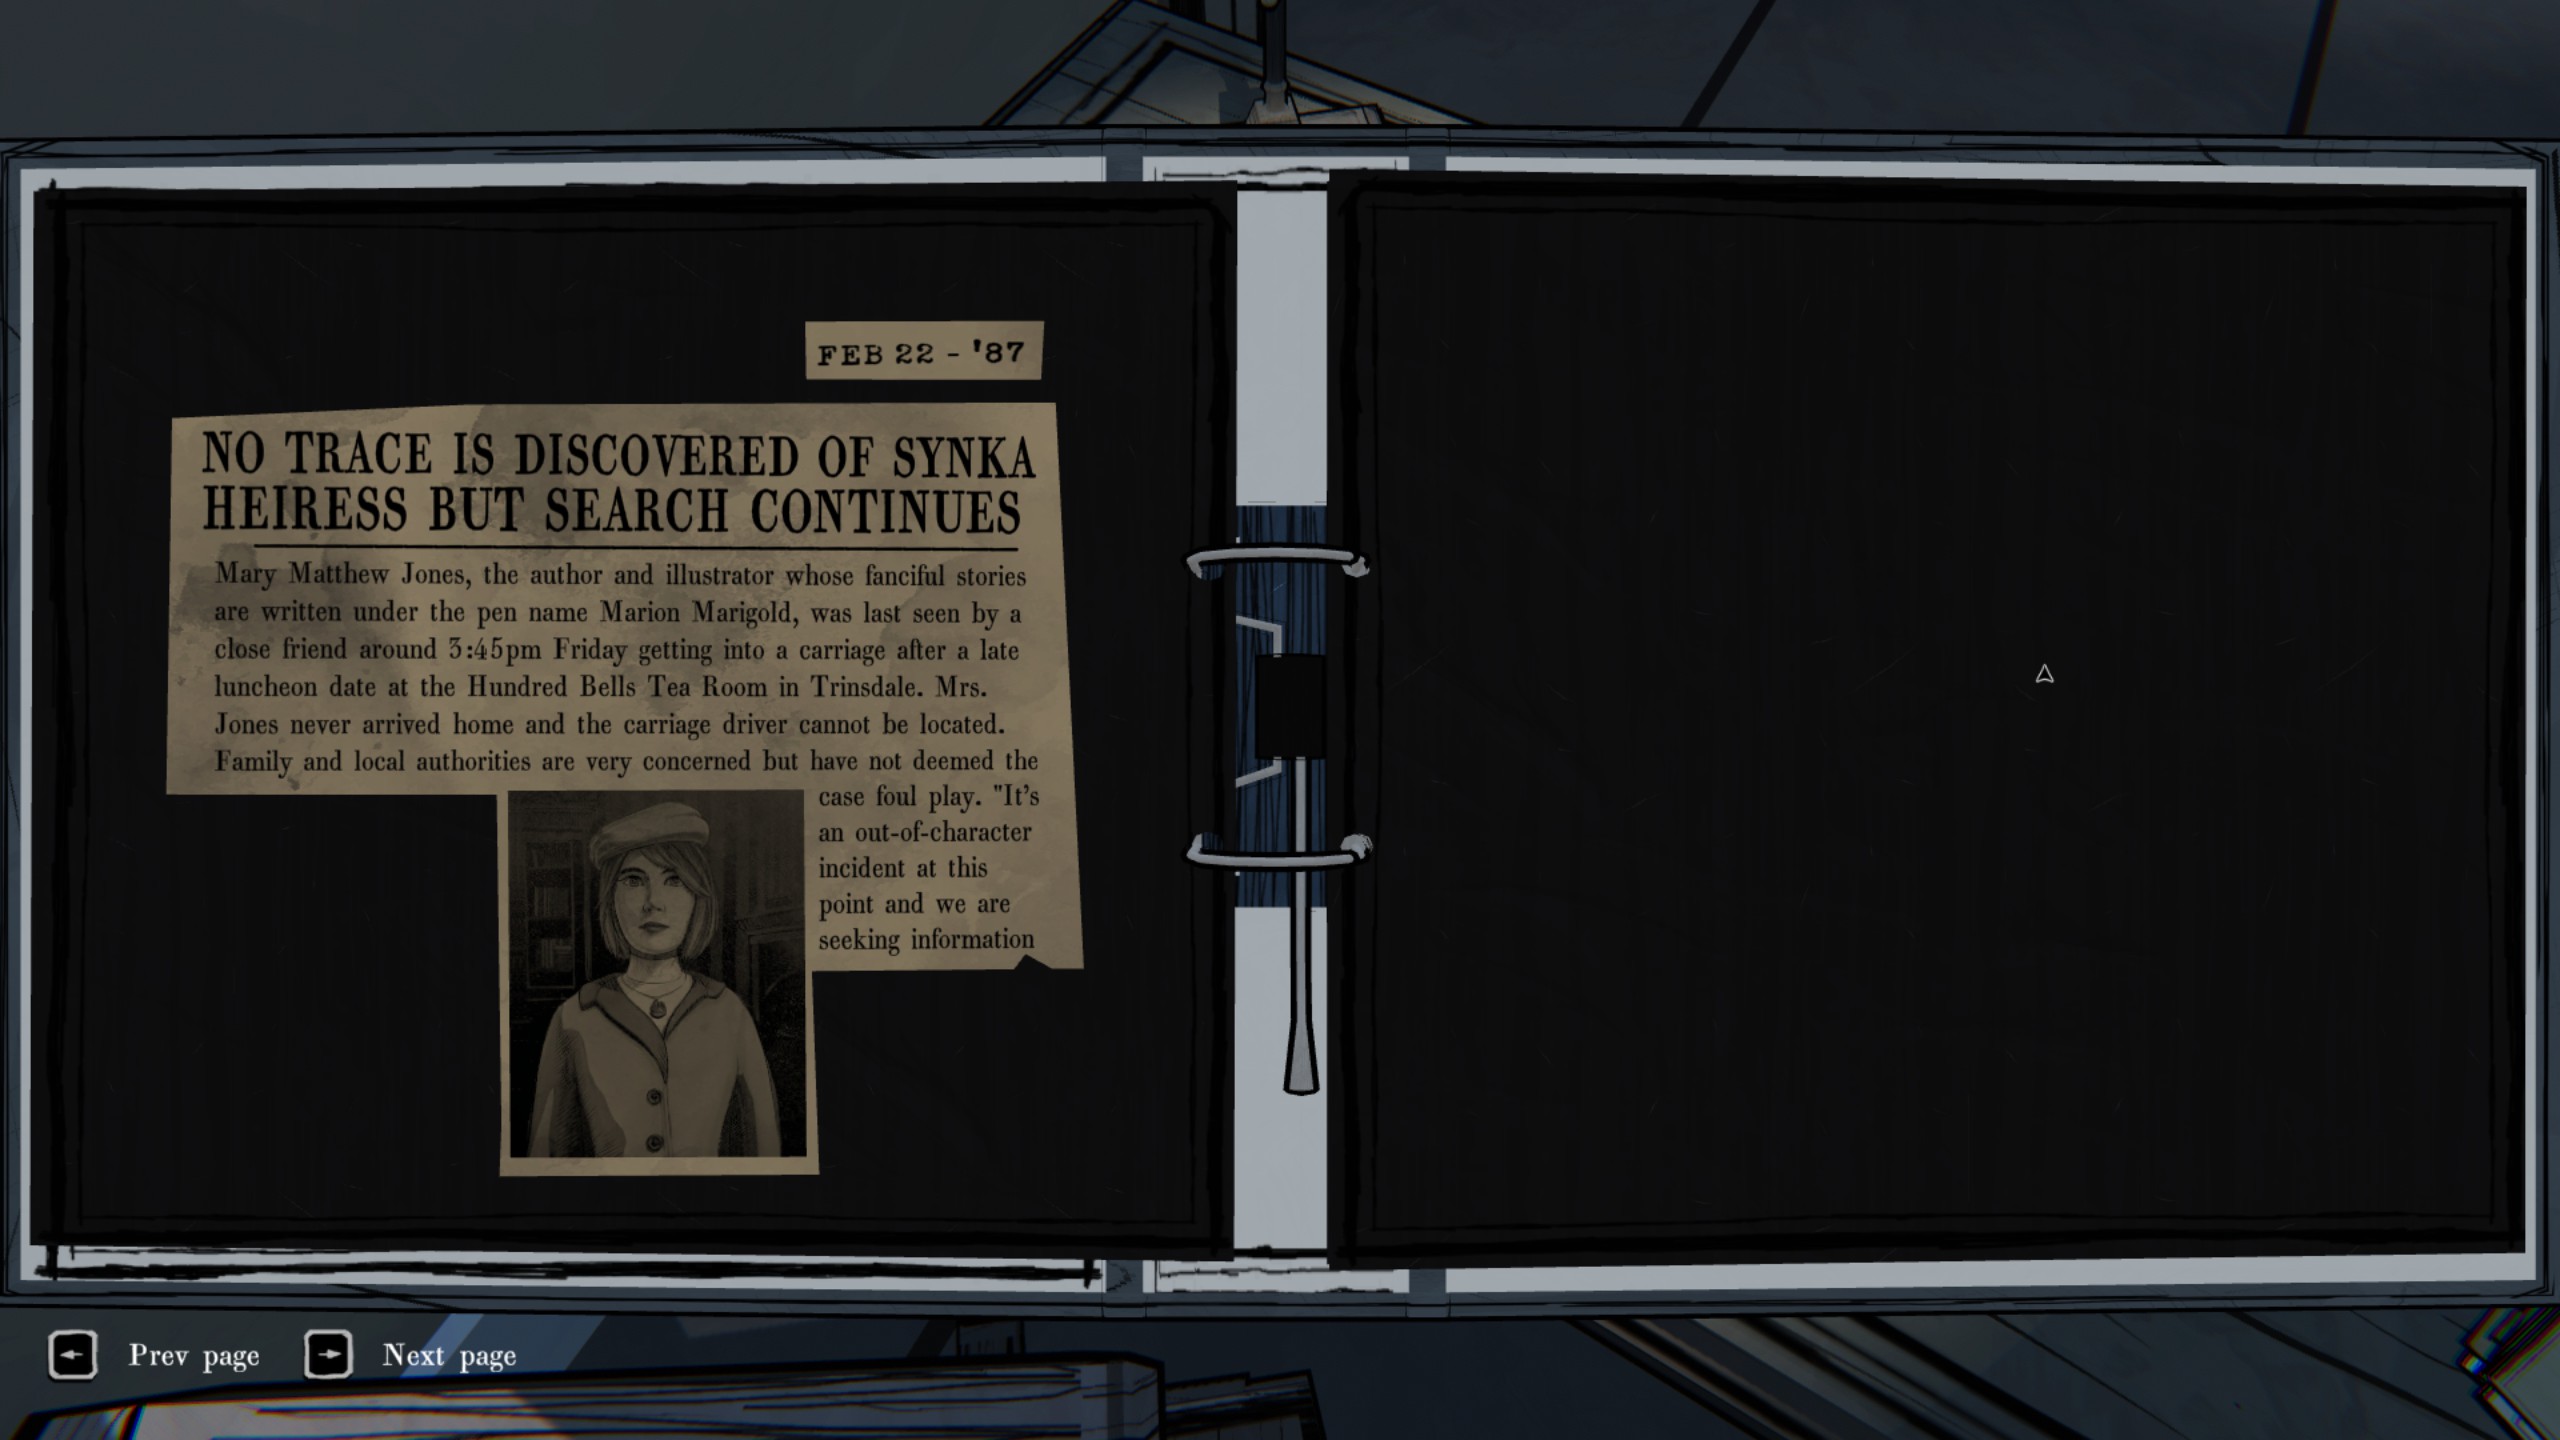 FEB 22 - '87
NO TRACE IS DISCOVERED OF SYNKA
HEIRESS BUT SEARCH CONTINUES
Mary Matthew Jones, the author and illustrator whose fanciful stories
are written under the pen name Marion Marigold, was last seen by a
close friend around 3:45pm Friday getting into a carriage after a late
luncheon date at the Hundred Bells Tea Room in Trinsdale. Mrs.
Jones never arrived home and the carriage driver cannot be located.
Family and local authorities are very concerned but have not deemed the
case foul play. "It's
an out-of-character
incident at this
point and we are
seeking information
Prev page
Next page